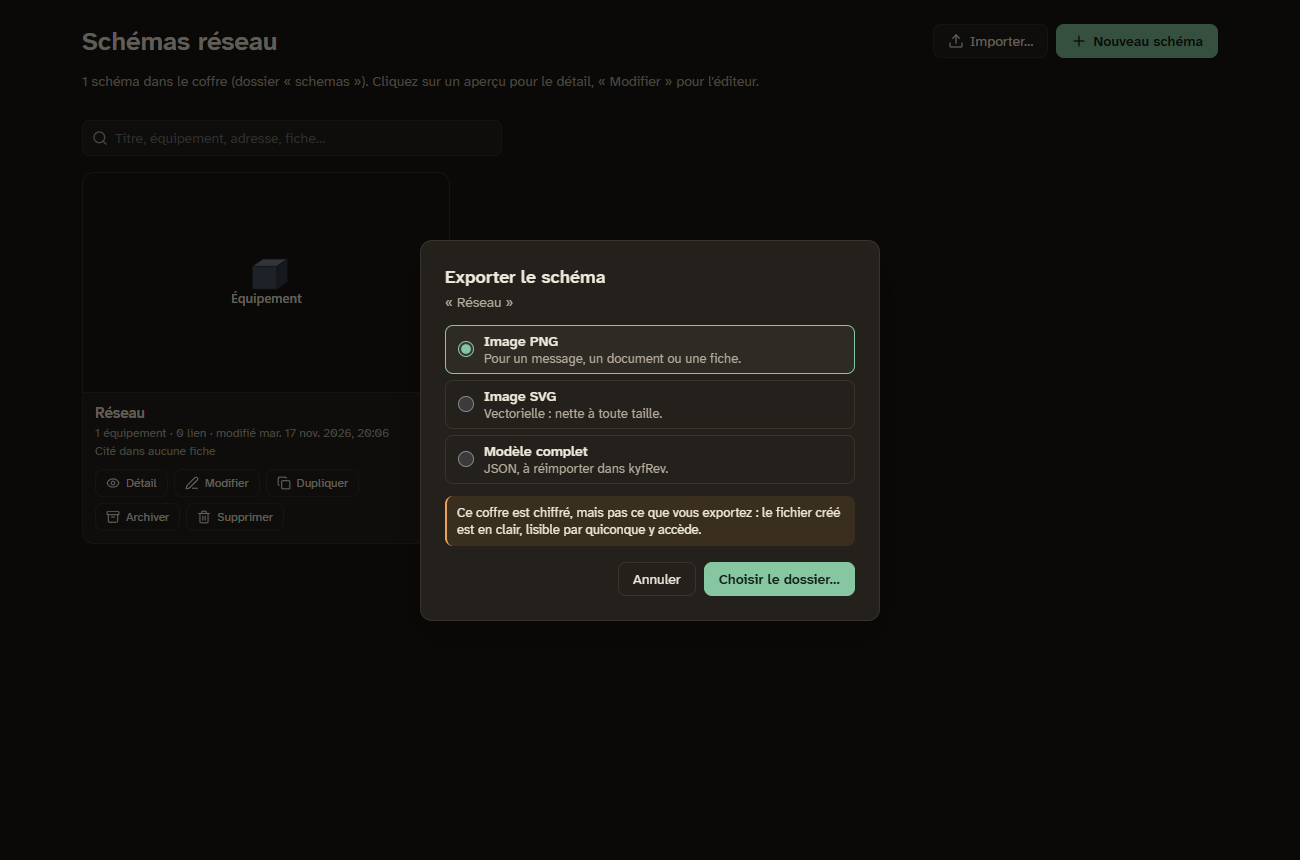 Schémas réseau
Importer...
Nouveau schéma
1 schéma dans le coffre (dossier « schemas »). Cliquez sur un aperçu pour le détail, « Modifier » pour l'éditeur.
Titre, équipement, adresse, fiche...
Équipement
Réseau
1 équipement · 0 lien · modifié mar. 17 nov. 2026, 20:06
Cité dans aucune fiche
Détail
Modifier
Dupliquer
Archiver
Supprimer
Exporter le schéma
« Réseau »
Image PNG
Pour un message, un document ou une fiche.
Image SVG
Vectorielle : nette à toute taille.
Modèle complet
JSON, à réimporter dans kyfRev.
Ce coffre est chiffré, mais pas ce que vous exportez : le fichier créé
est en clair, lisible par quiconque y accède.
Annuler
Choisir le dossier...